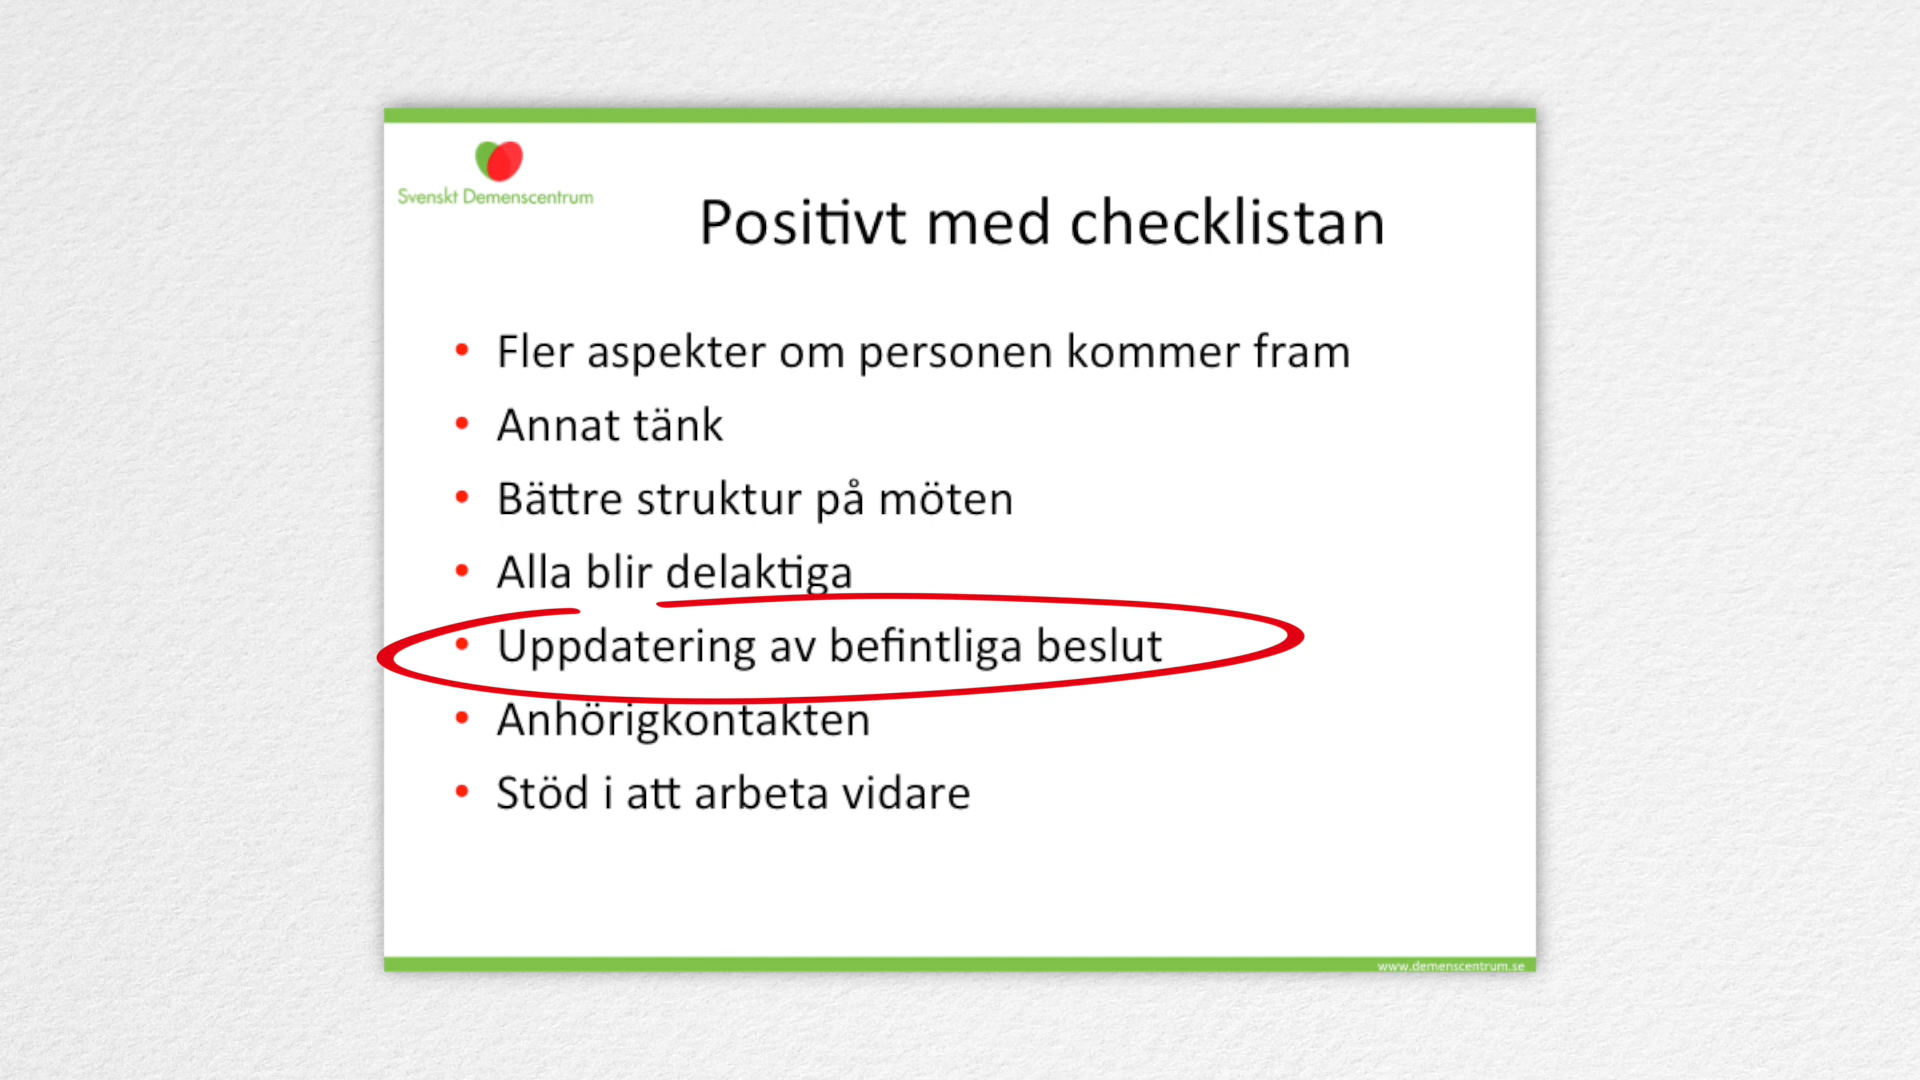 Svenskt Demenscentrum
Positivt med checklistan
• Fler aspekter om personen kommer fram
• Annat tänk
• Bättre struktur på möten
• Alla blir delaktiga
• Uppdatering av befintliga beslut
• Anhörigkontakten
• Stöd i att arbeta vidare
www.demenscentrum.se